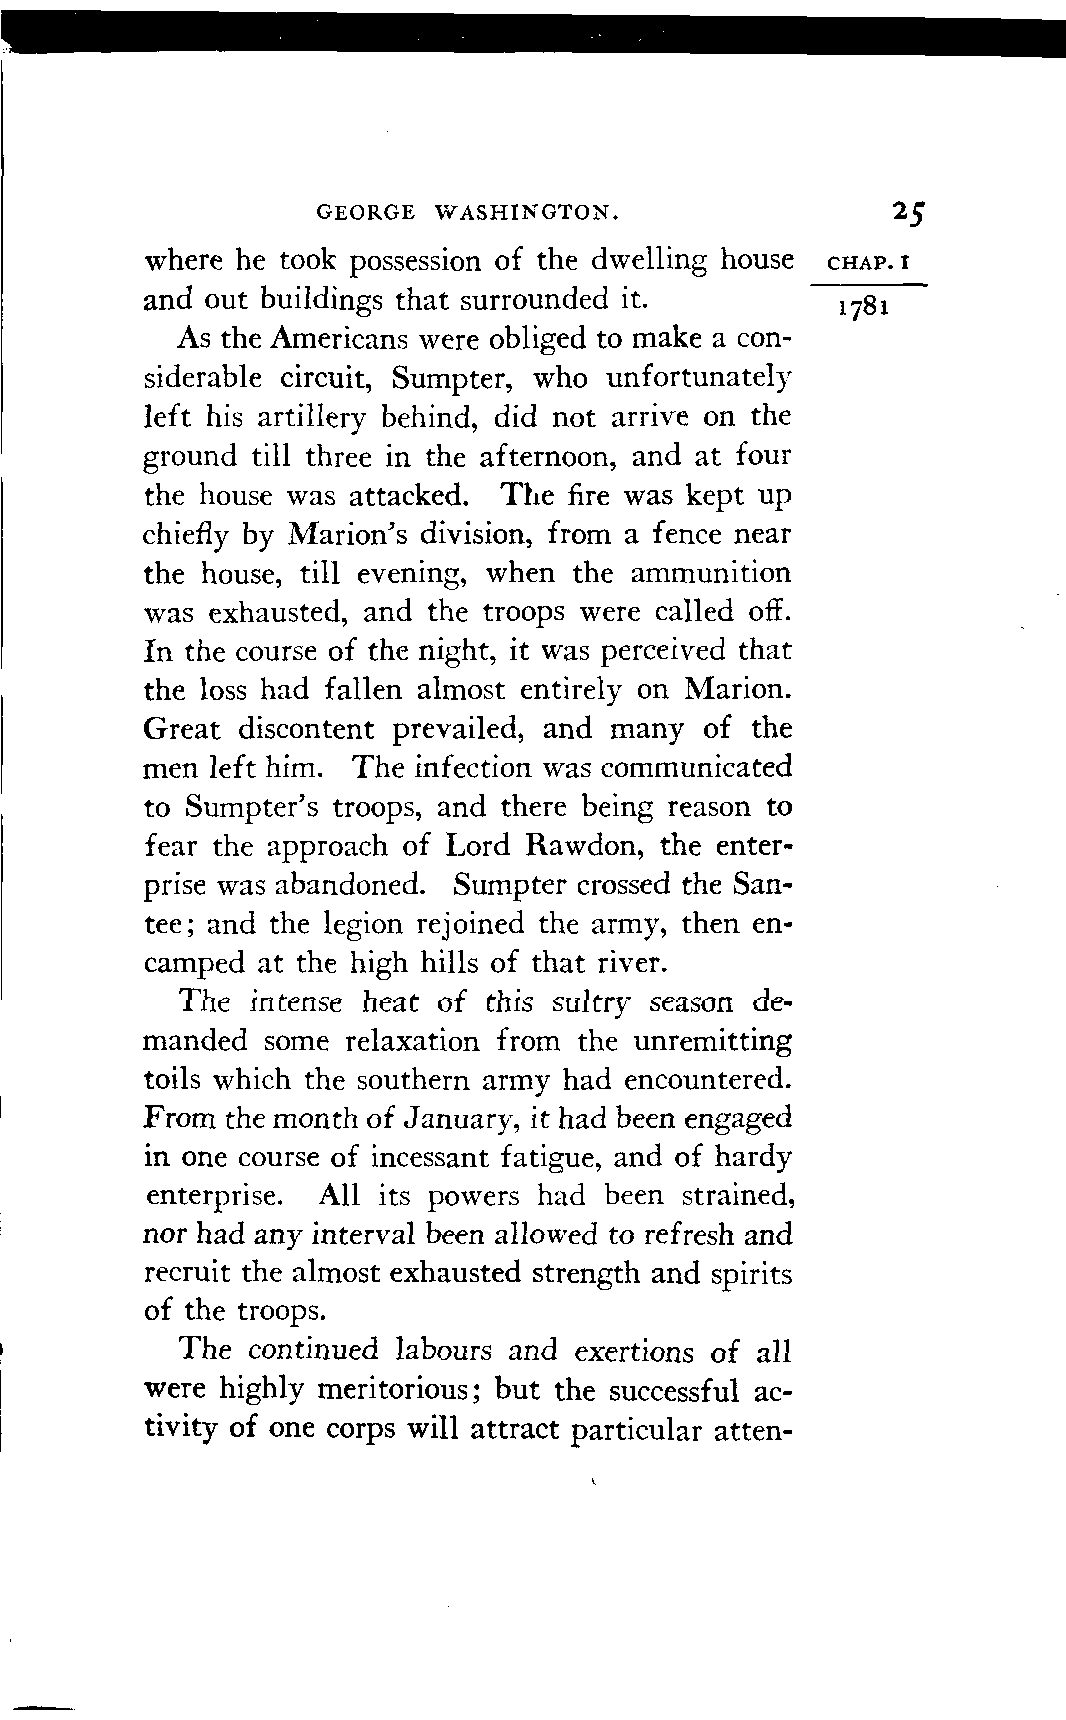 GEORGE WASHINGTON. 25
where he took possession of the dwelling house CHAP. I
and out buildings that surrounded it. 1781
As the Americans were obliged to make a con-
siderable circuit, Sumpter, who unfortunately
left his artillery behind, did not arrive on the
ground till three in the afternoon, and at four
the house was attacked. The fire was kept up
chiefly by Marion's division, from a fence near
the house, till evening, when the ammunition
was exhausted, and the troops were called off.
In the course of the night, it was perceived that
the loss had fallen almost entirely on Marion.
Great discontent prevailed, and many of the
men left him. The infection was communicated
to Sumpter's troops, and there being reason to
fear the approach of Lord Rawdon, the enter-
prise was abandoned. Sumpter crossed the San-
tee; and the legion rejoined the army, then en-
camped at the high hills of that river.
The intense heat of this sultry season de-
manded some relaxation from the unremitting
toils which the southern army had encountered.
From the month of January, it had been engaged
in one course of incessant fatigue, and of hardy
enterprise. All its powers had been strained,
nor had any interval been allowed to refresh and
recruit the almost exhausted strength and spirits
of the troops.
The continued labours and exertions of all
were highly meritorious; but the successful ac-
tivity of one corps will attract particular atten-